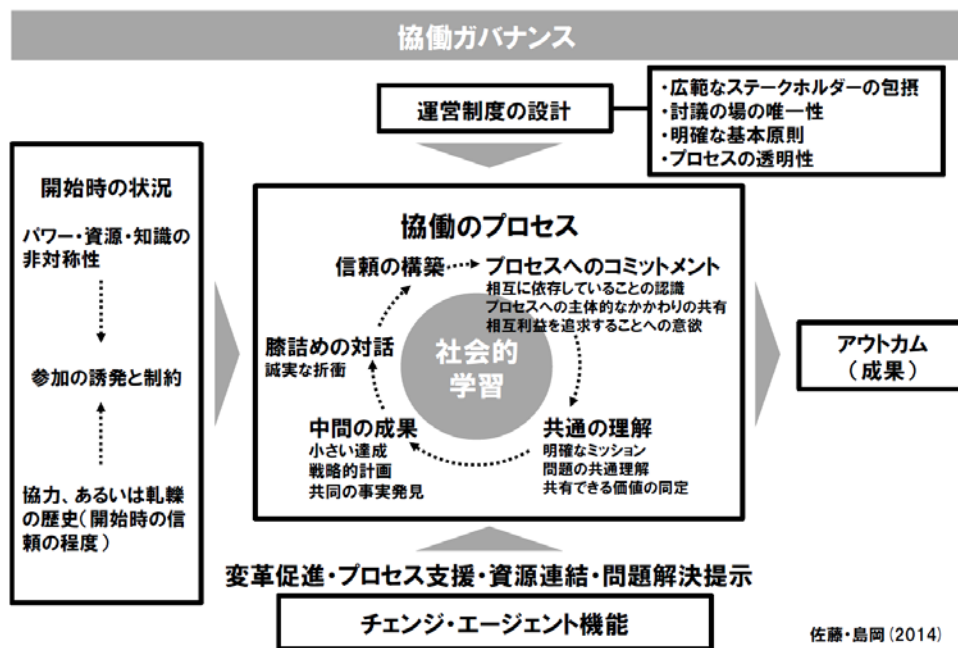 協働ガバナンス
運営制度の設計
・広範なステークホルダーの包摂
・討議の場の唯一性
・明確な基本原則
・プロセスの透明性
開始時の状況
パワー・資源・知識の
非対称性
参加の誘発と制約
協力、あるいは軋轢
の歴史(開始時の信
頼の程度)
協働のプロセス
信頼の構築
プロセスへのコミットメント
相互に依存していることの認識
プロセスへの主体的なかかわりの共有
相互利益を追求することへの意欲
膝詰めの対話
誠実な折衝
社会的
学習
中間の成果
小さい達成
戦略的計画
共同の事実発見
共通の理解
明確なミッション
問題の共通理解
共有できる価値の同定
アウトカム
(成果)
変革促進・プロセス支援・資源連結・問題解決提示
チェンジ・エージェント機能
佐藤・島岡(2014)